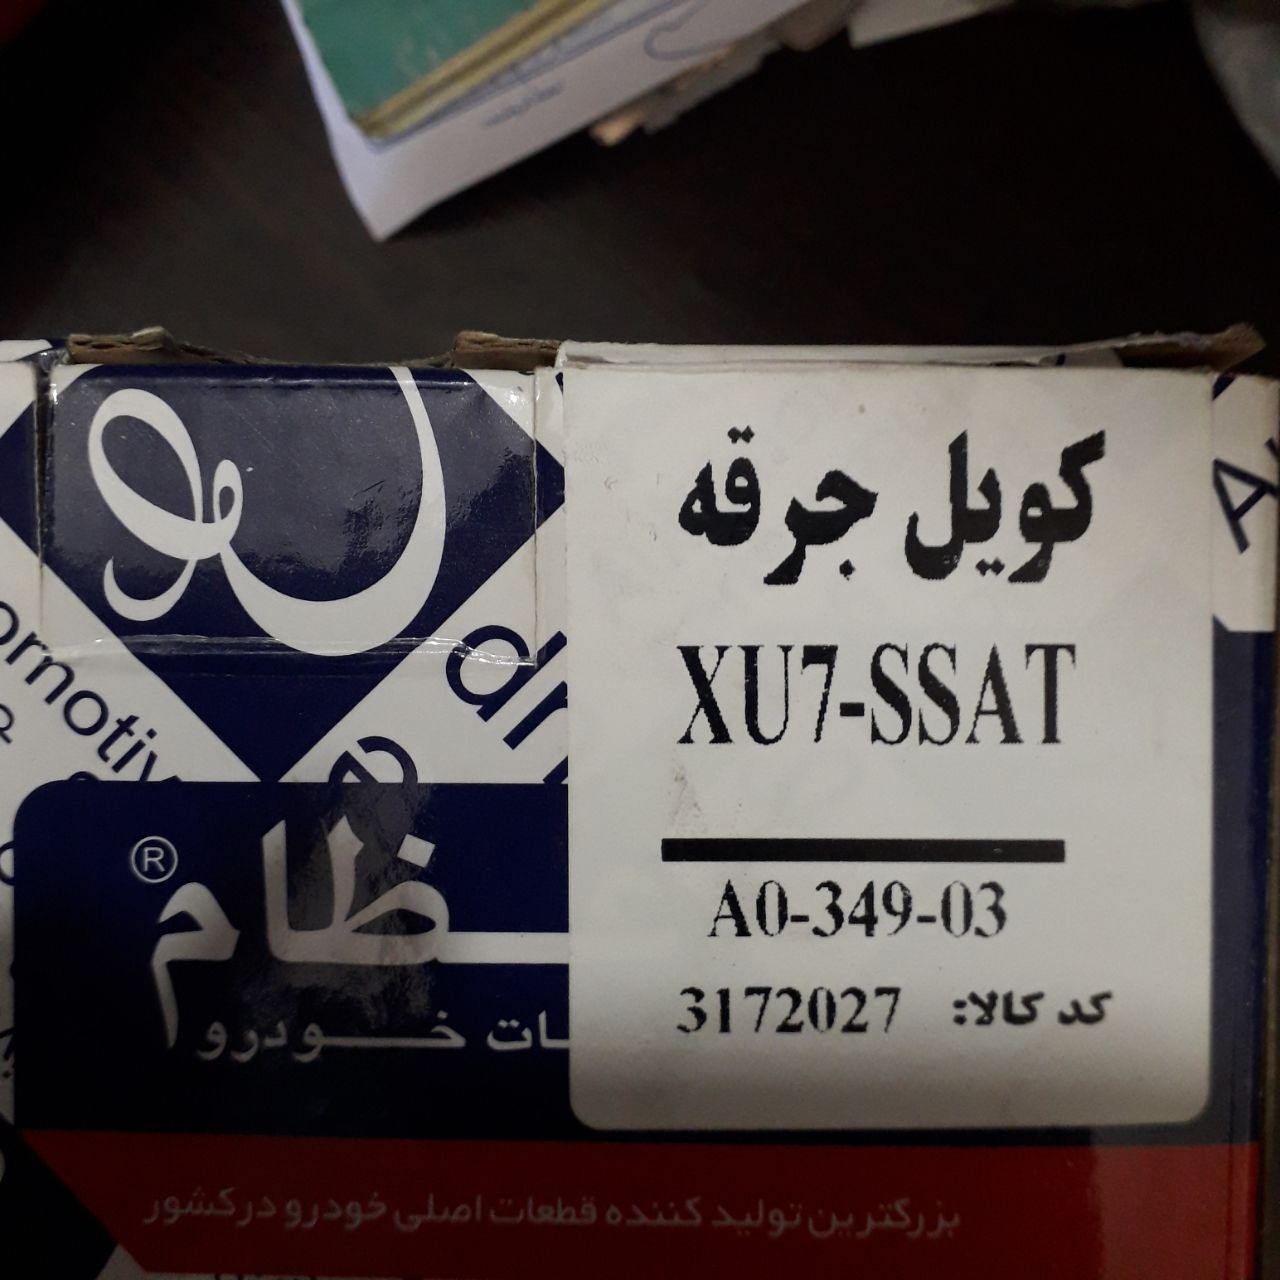 کویل جرقه
XU7-SSAT
A0-349-03
کد کالا: 3172027
ظام®
ات خودرو
بزرگترین تولید کننده قطعات اصلی خودرو در کشور